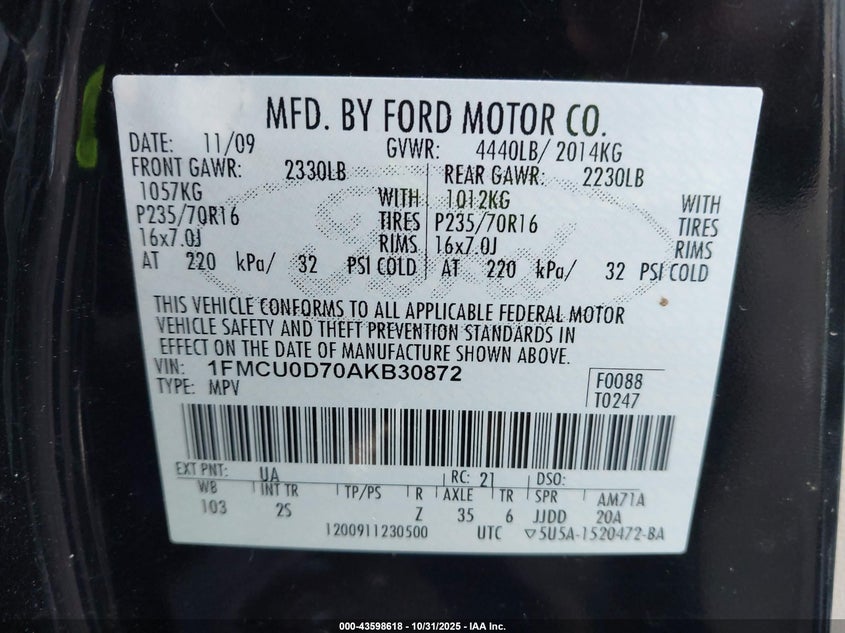 MFD. BY FORD MOTOR CO.
DATE: 11/09 GVWR: 4440LB/ 2014KG
FRONT GAWR: 2330LB REAR GAWR: 2230LB
1057KG WITH 1012KG WITH
P235/70R16 TIRES P235/70R16 TIRES
16x7.0J RIMS 16x7.0J RIMS
AT 220 kPa/ 32 PSI COLD AT 220 kPa/ 32 PSI COLD
Ford
THIS VEHICLE CONFORMS TO ALL APPLICABLE FEDERAL MOTOR
VEHICLE SAFETY AND THEFT PREVENTION STANDARDS IN
EFFECT ON THE DATE OF MANUFACTURE SHOWN ABOVE.
VIN: 1FMCU0D70AKB30872
TYPE: MPV
F0088
T0247
EXT PNT: UA RC: 21 DSO:
WB INT TR TP/PS R AXLE TR SPR AM71A
103 2S Z 35 6 JJDD 20A
1200911230500 UTC ▽5U5A-1520472-BA
000-43598618 - 10/31/2025 - IAA Inc.